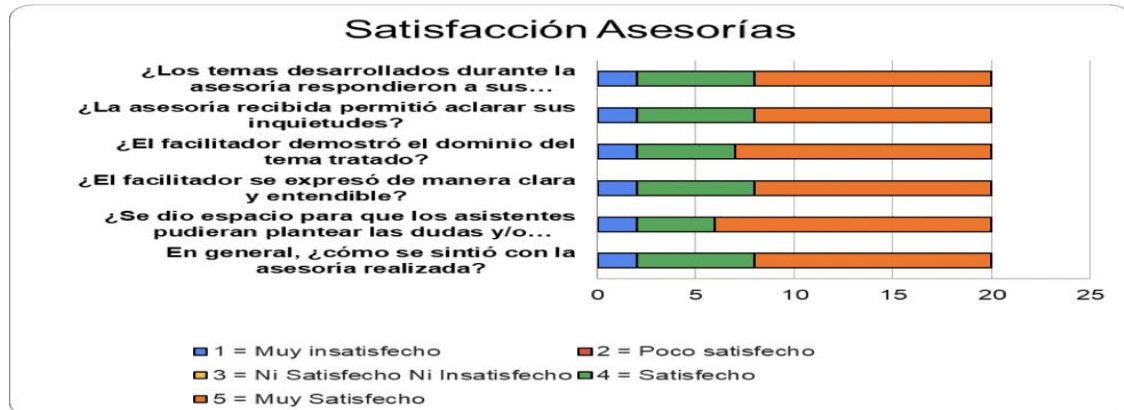 Satisfacción Asesorías
¿Los temas desarrollados durante la
asesoría respondieron a sus...
¿La asesoría recibida permitió aclarar sus
inquietudes?
¿El facilitador demostró el dominio del
tema tratado?
¿El facilitador se expresó de manera clara
y entendible?
¿Se dio espacio para que los asistentes
pudieran plantear las dudas y/o...
En general, ¿cómo se sintió con la
asesoría realizada?
0 5 10 15 20 25
1 = Muy insatisfecho 2 = Poco satisfecho
3 = Ni Satisfecho Ni Insatisfecho 4 = Satisfecho
5 = Muy Satisfecho